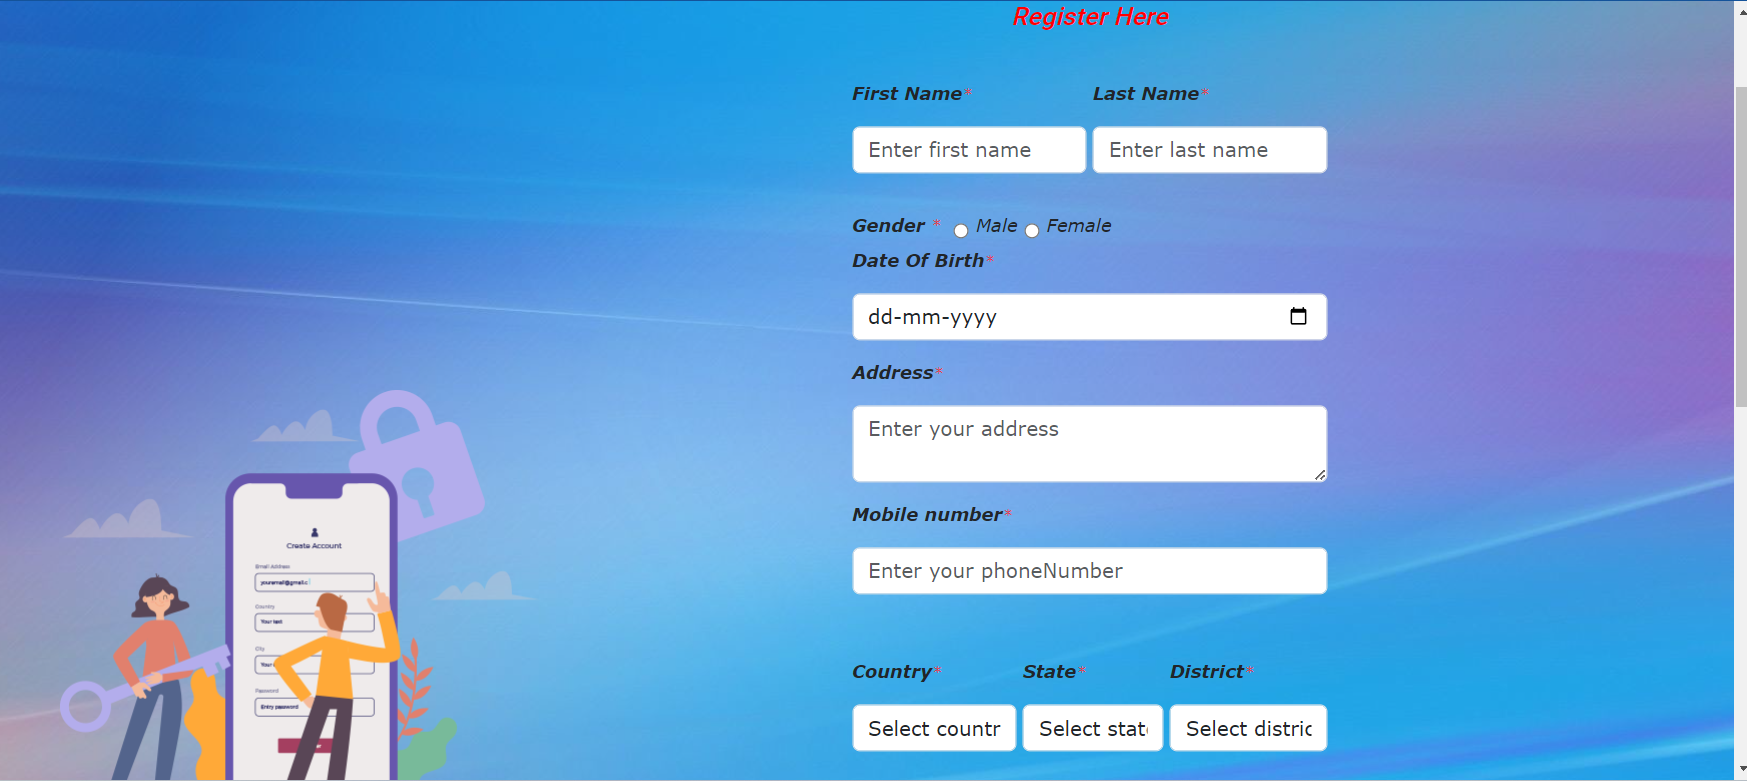 Register Here
First Name* Last Name*
Enter first name Enter last name
Gender * Male Female
Date Of Birth*
dd-mm-yyyy
Address*
Enter your address
Mobile number*
Enter your phoneNumber
Country* State* District*
Select countr Select stat Select distric
Create Account
Email Address
youremail@gmail.c
Country
Your text
City
Your
Password
Entry password